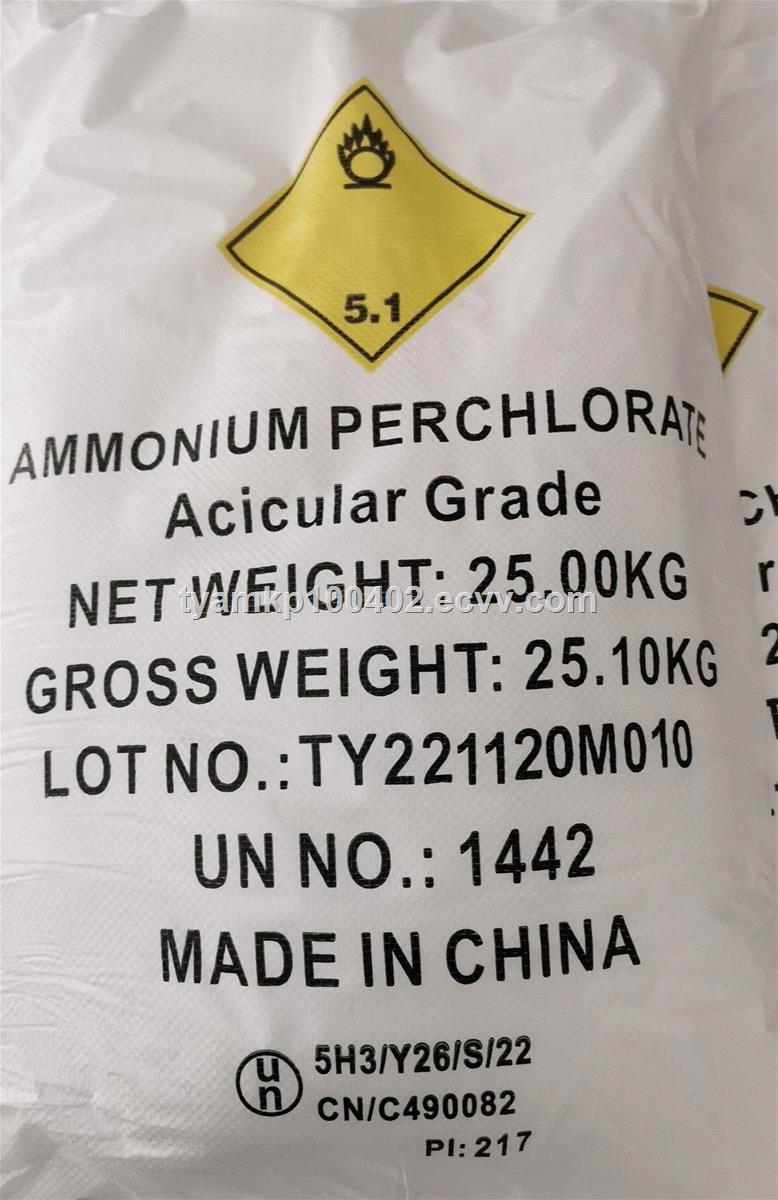 5.1
AMMONIUM PERCHLORATE
Acicular Grade
NET WEIGHT: 25.00KG
tyamkp100402.ecvv.com
GROSS WEIGHT: 25.10KG
LOT NO.:TY221120M010
UN NO.: 1442
MADE IN CHINA
un
5H3/Y26/S/22
CN/C490082
PI: 217